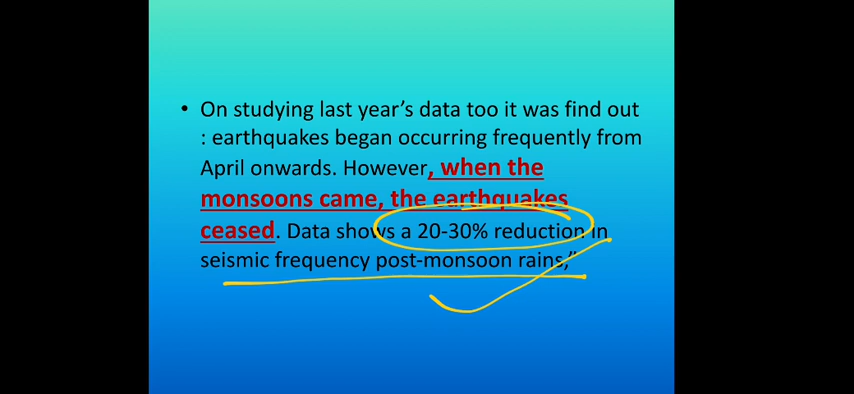 • On studying last year's data too it was find out
: earthquakes began occurring frequently from
April onwards. However, when the
monsoons came, the earthquakes
ceased. Data shows a 20-30% reduction in
seismic frequency post-monsoon rains,"